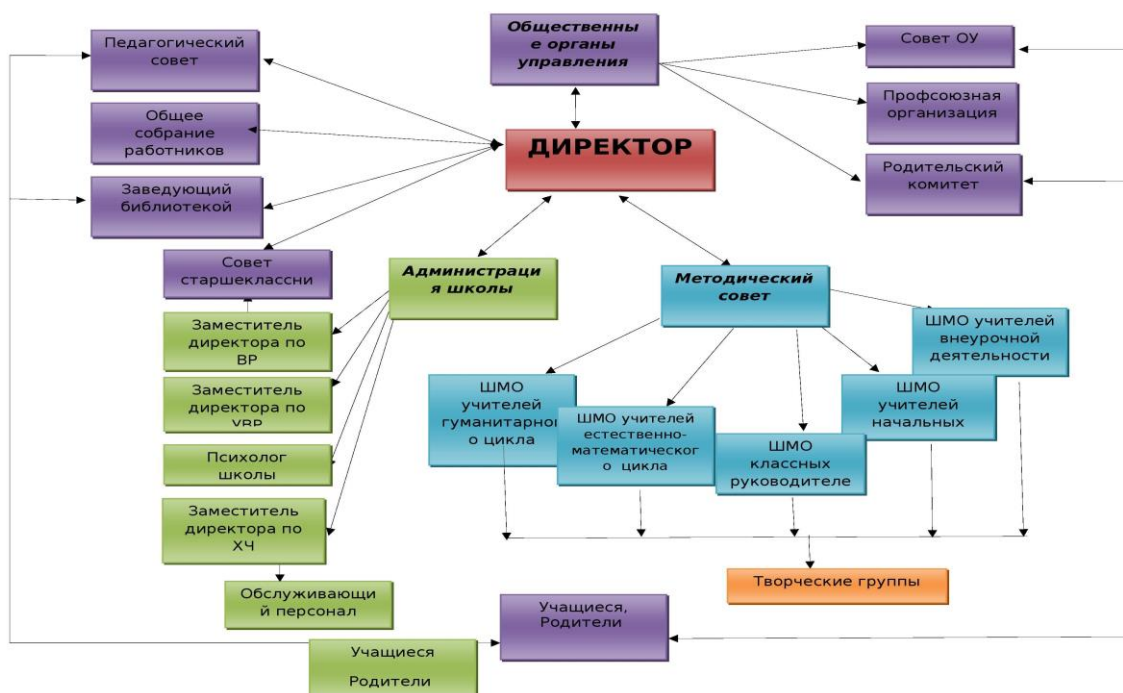 Общественны
е органы
управления
Педагогический
совет
Совет ОУ
Общее
собрание
работников
Профсоюзная
организация
ДИРЕКТОР
Родительский
комитет
Заведующий
библиотекой
Совет
старшеклассни
Администраци
я школы
Методический
совет
Заместитель
директора по
ВР
ШМО учителей
внеурочной
деятельности
Заместитель
директора по
УВР
ШМО
учителей
гуманитарног
о цикла
ШМО учителей
естественно-
математическог
о цикла
ШМО
классных
руководителе
ШМО
учителей
начальных
Психолог
школы
Заместитель
директора по
ХЧ
Обслуживающи
й персонал
Творческие группы
Учащиеся,
Родители
Учащиеся
Родители